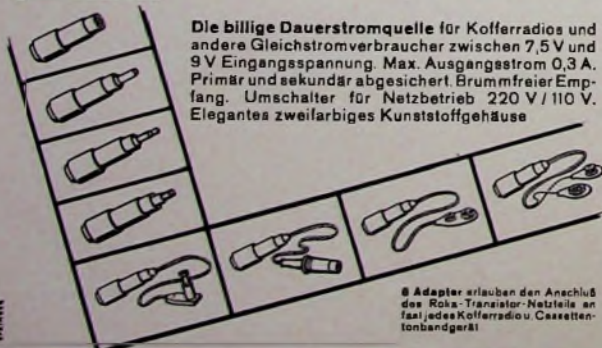 Die billige Dauerstromquelle für Kofferradios und
andere Gleichstromverbraucher zwischen 7,5 V und
9 V Eingangsspannung. Max. Ausgangsstrom 0,3 A.
Primär und sekundär abgesichert. Brummfreier Emp-
fang. Umschalter für Netzbetrieb 220 V / 110 V.
Elegantes zweifarbiges Kunststoffgehäuse
6 Adapter erlauben den Anschluß
des Roka-Transistor-Netzteils an
fast jedes Kofferradio u. Cassetten-
tonbandgerät